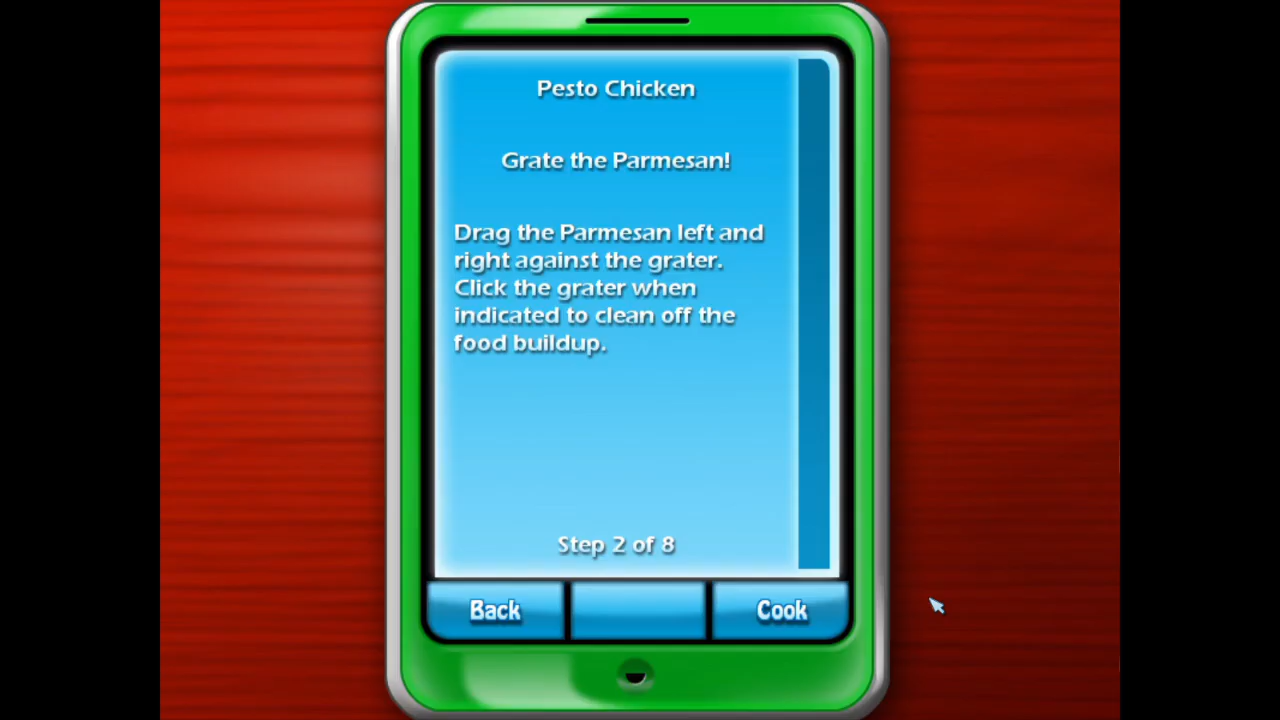 Pesto Chicken
Grate the Parmesan!
Drag the Parmesan left and
right against the grater.
Click the grater when
indicated to clean off the
food buildup.
Step 2 of 8
Back
Cook